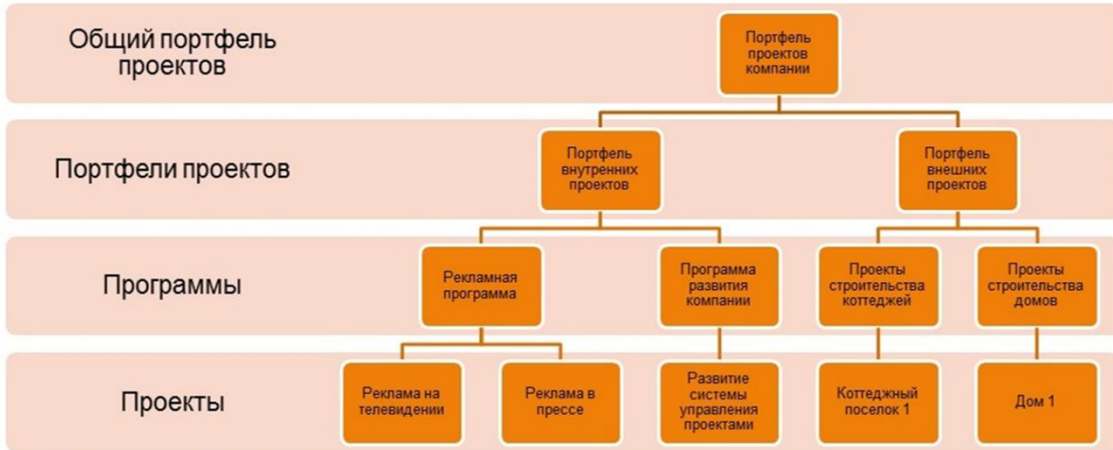 Общий портфель
проектов
Портфель
проектов
компании
Портфели проектов
Портфель
внутренних
проектов
Портфель
внешних
проектов
Программы
Рекламная
программа
Программа
развития
компании
Проекты
строительства
коттеджей
Проекты
строительства
домов
Проекты
Реклама на
телевидении
Реклама в
прессе
Развитие
системы
управления
проектами
Коттеджный
поселок 1
Дом 1